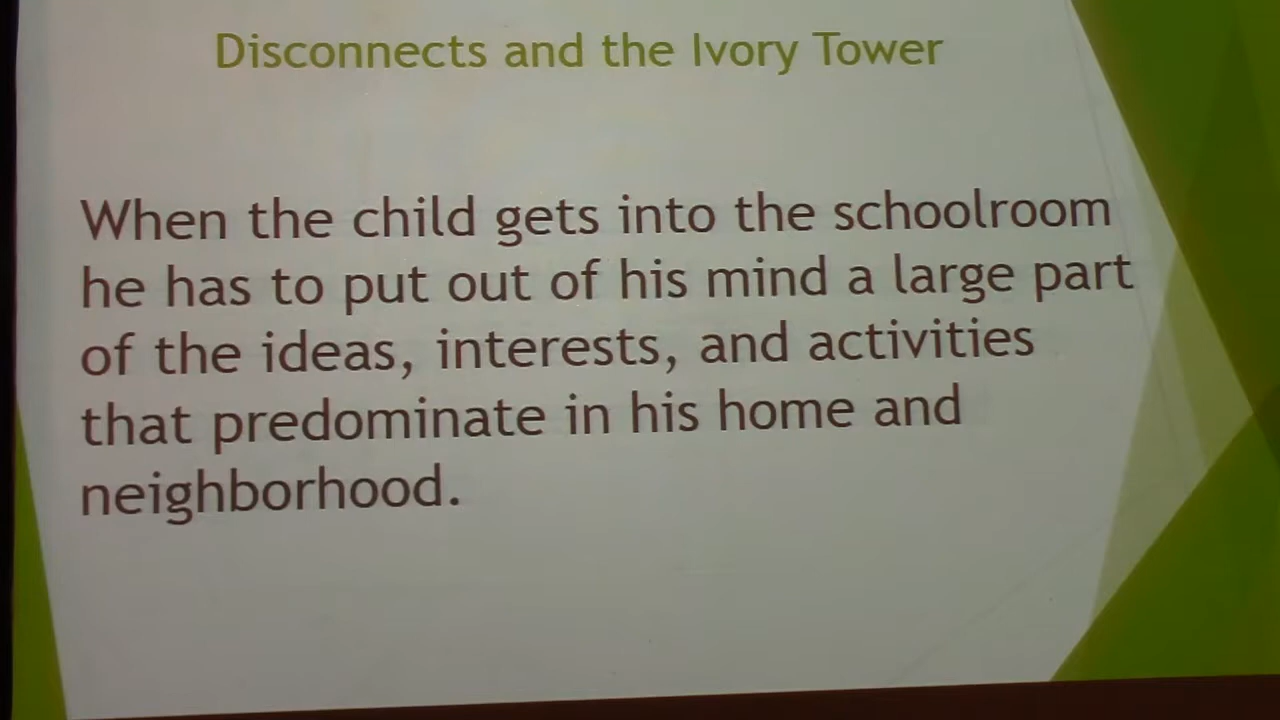 Disconnects and the Ivory Tower
When the child gets into the schoolroom
he has to put out of his mind a large part
of the ideas, interests, and activities
that predominate in his home and
neighborhood.